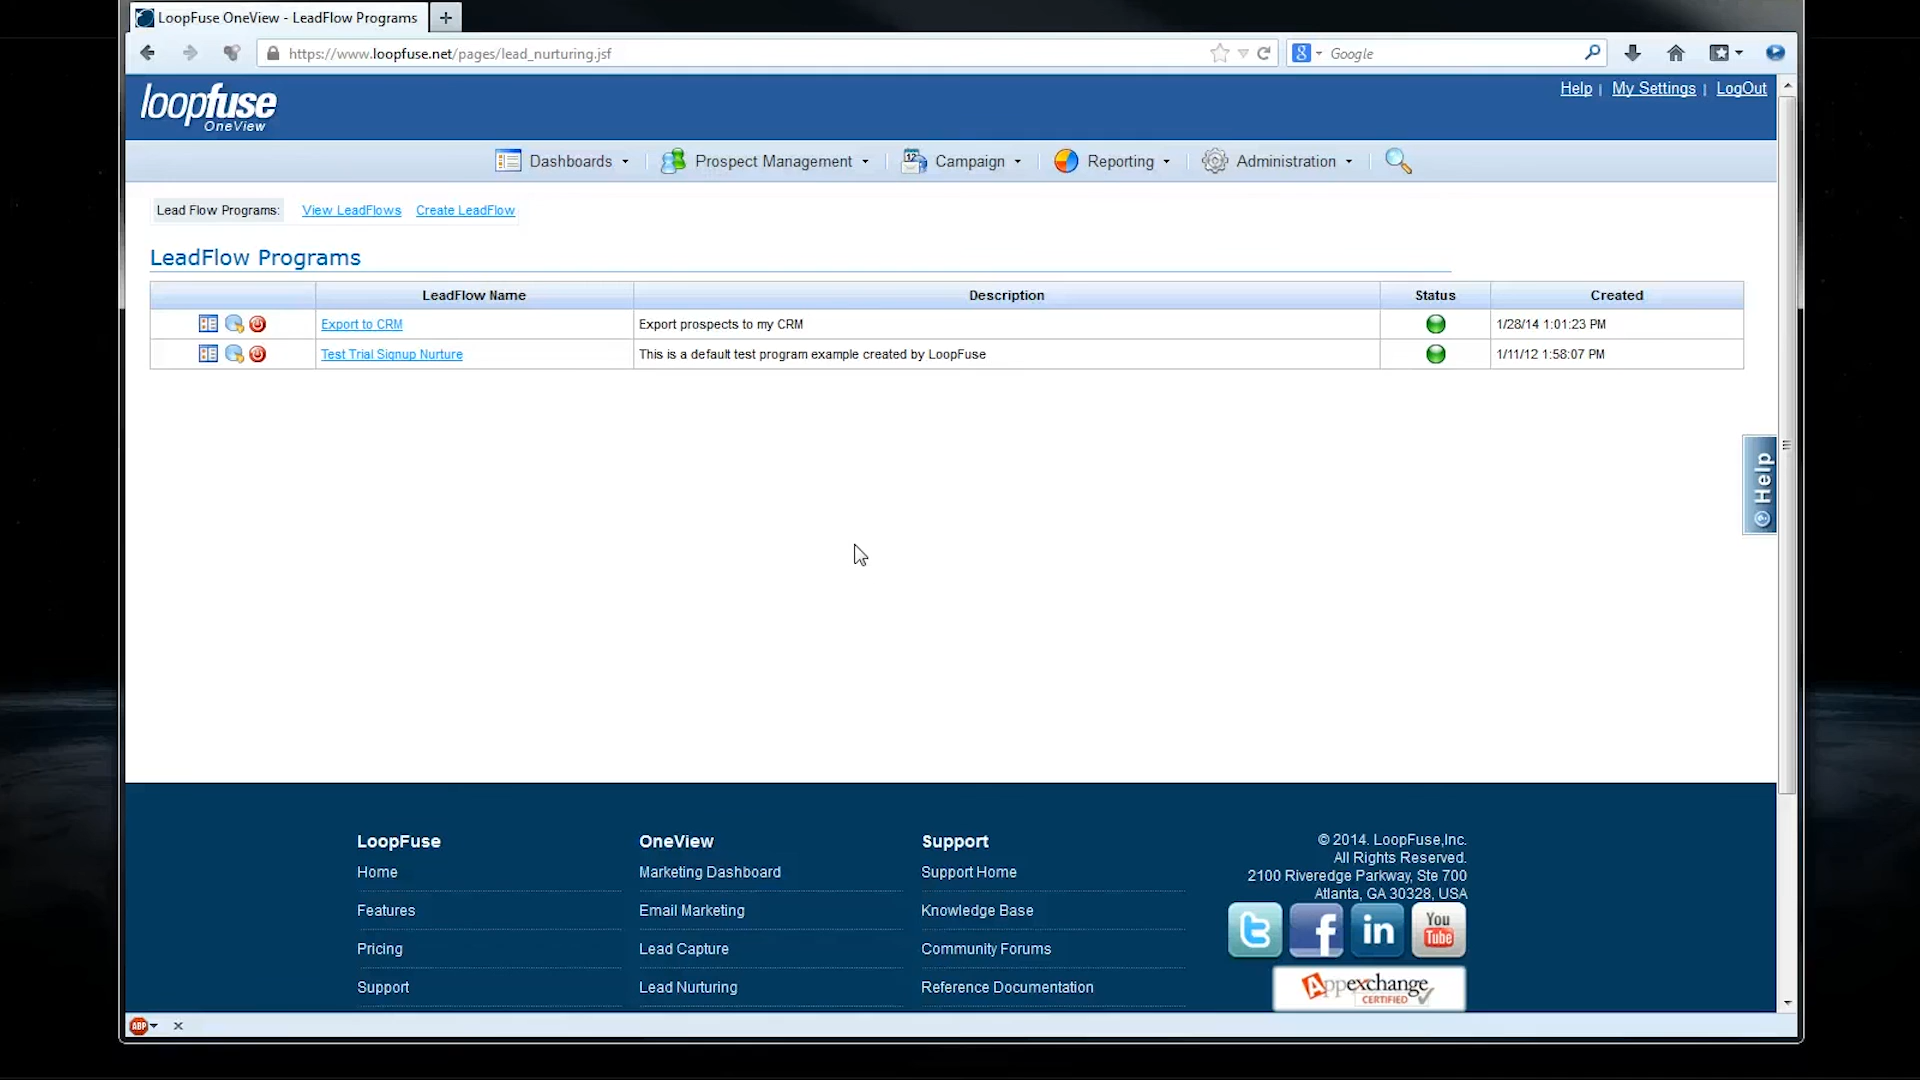 LoopFuse OneView - LeadFlow Programs
https://www.loopfuse.net/pages/lead_nurturing.jsf
Google
loopfuse
OneView
Help | My Settings | LogOut
Dashboards
Prospect Management
Campaign
Reporting
Administration
Lead Flow Programs: View LeadFlows Create LeadFlow
LeadFlow Programs
LeadFlow Name Description Status Created
Export to CRM Export prospects to my CRM 1/28/14 1:01:23 PM
Test Trial Signup Nurture This is a default test program example created by LoopFuse 1/11/12 1:58:07 PM
Help
LoopFuse
Home
Features
Pricing
Support
OneView
Marketing Dashboard
Email Marketing
Lead Capture
Lead Nurturing
Support
Support Home
Knowledge Base
Community Forums
Reference Documentation
© 2014. LoopFuse,Inc.
All Rights Reserved.
2100 Riveredge Parkway, Ste 700
Atlanta, GA 30328, USA
You
Tube
Appexchange
CERTIFIED
ABP